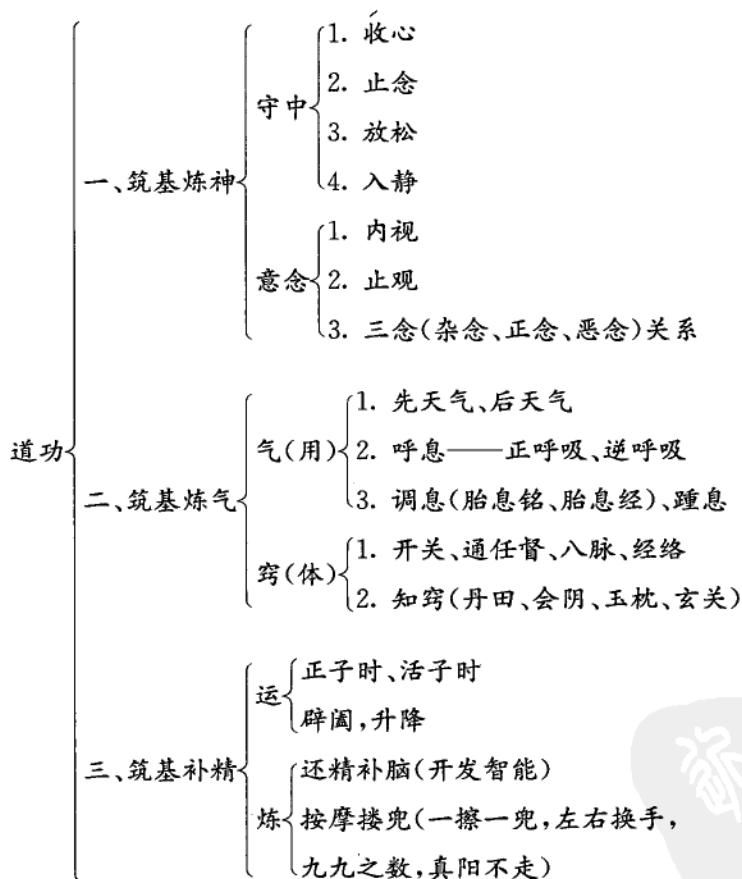 道功
一、筑基炼神
守中
1. 收心
2. 止念
3. 放松
4. 入静
意念
1. 内视
2. 止观
3. 三念(杂念、正念、恶念)关系
二、筑基炼气
气(用)
1. 先天气、后天气
2. 呼息——正呼吸、逆呼吸
3. 调息(胎息铭、胎息经)、踵息
窍(体)
1. 开关、通任督、八脉、经络
2. 知窍(丹田、会阴、玉枕、玄关)
三、筑基补精
运
正子时、活子时
辟阖,升降
炼
还精补脑(开发智能)
按摩搂兜(一擦一兜,左右换手,
九九之数,真阳不走)